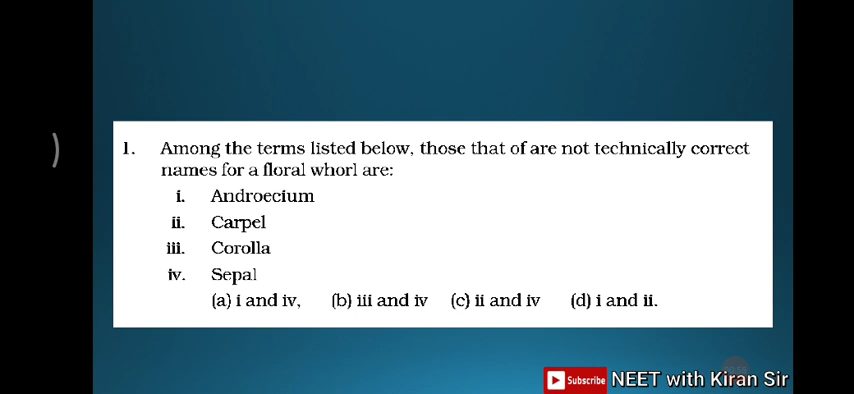 1. Among the terms listed below, those that of are not technically correct
names for a floral whorl are:
i. Androecium
ii. Carpel
iii. Corolla
iv. Sepal
(a) i and iv, (b) iii and iv (c) ii and iv (d) i and ii.
Subscribe NEET with Kiran Sir